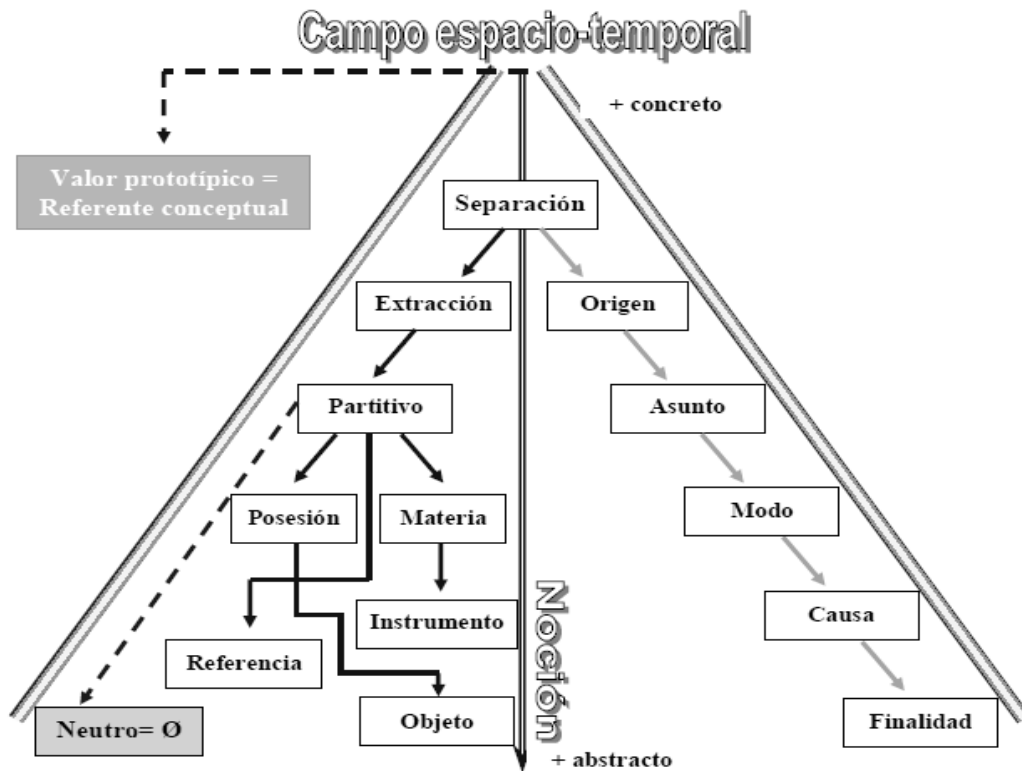 Campo espacio-temporal
+ concreto
Valor prototípico =
Referente conceptual
Separación
Extracción
Origen
Partitivo
Asunto
Posesión
Materia
Modo
Noción
Instrumento
Causa
Referencia
Neutro= Ø
Objeto
Finalidad
+ abstracto